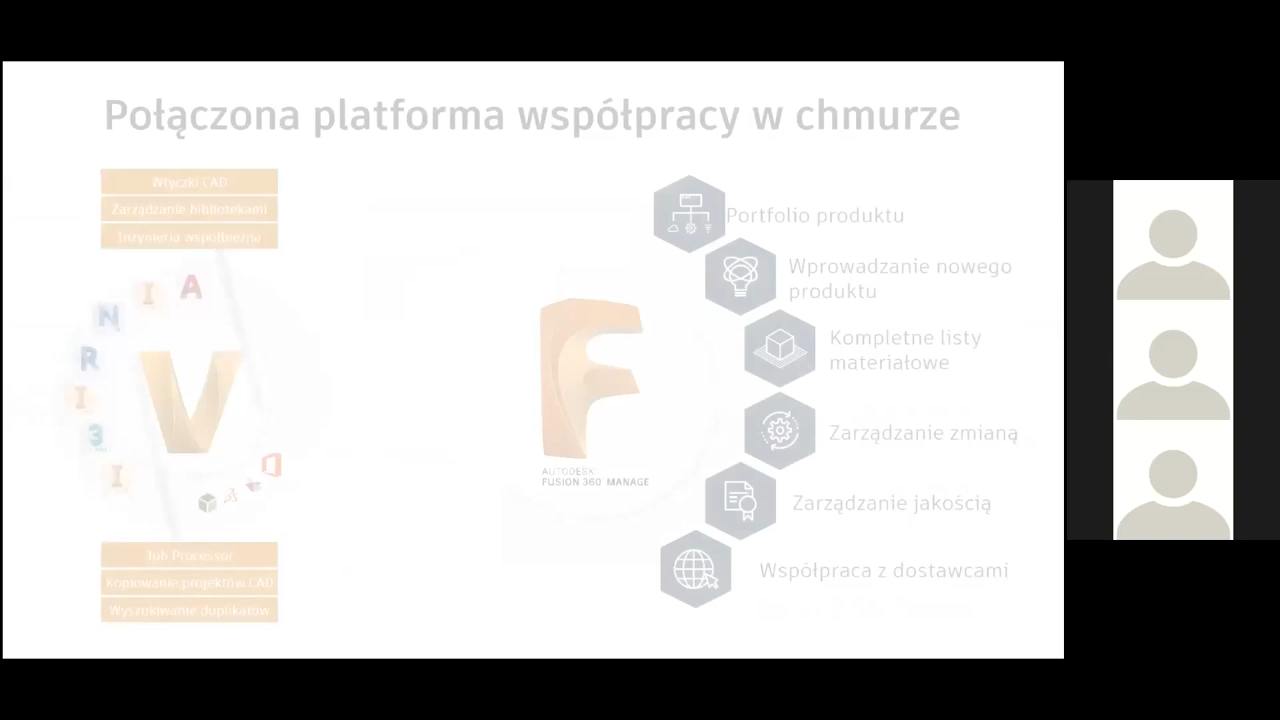 Połączona platforma współpracy w chmurze
Wtyczki CAD
Zarządzanie bibliotekami
Inżynieria współbieżna
A
I
N
R
I
3
I
V
Job Processor
Kopiowanie projektów CAD
Wyszukiwanie duplikatów
AUTODESK
FUSION 360 MANAGE
Portfolio produktu
Wprowadzanie nowego
produktu
Kompletne listy
materiałowe
Zarządzanie zmianą
Zarządzanie jakością
Współpraca z dostawcami